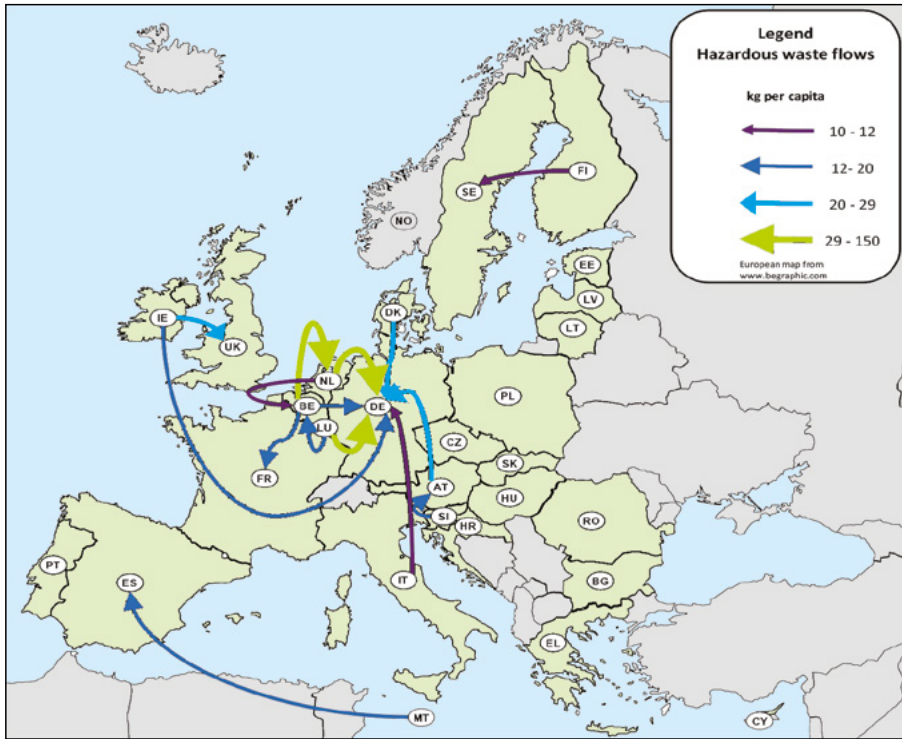 Legend
Hazardous waste flows
kg per capita
10 - 12
12- 20
20 - 29
29 - 150
European map from
www.begraphic.com
FI
SE
NO
EE
LV
LT
DK
IE
UK
NL
BE
DE
PL
LU
CZ
SK
FR
AT
HU
SI
HR
RO
PT
ES
IT
BG
EL
MT
CY